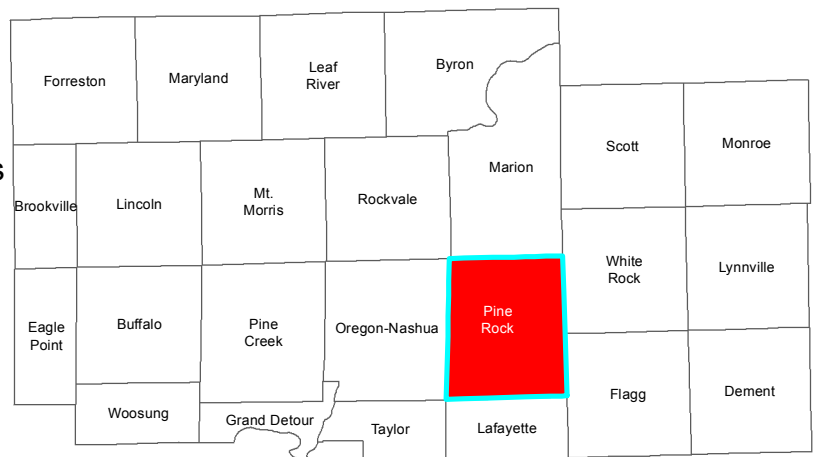 Forreston
Maryland
Leaf
River
Byron
Scott
Monroe
s
Brookville
Lincoln
Mt.
Morris
Rockvale
Marion
White
Rock
Lynnville
Eagle
Point
Buffalo
Pine
Creek
Oregon-Nashua
Pine
Rock
Flagg
Dement
Woosung
Grand Detour
Taylor
Lafayette